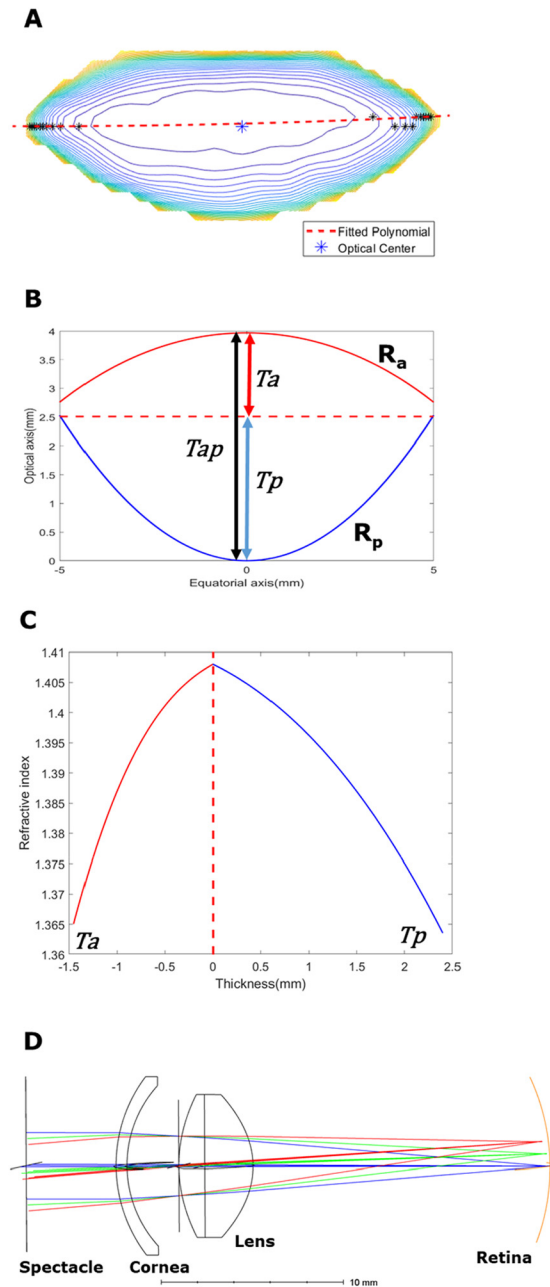 A
Fitted Polynomial
Optical Center
B
4
3.5
3
2.5
2
1.5
1
0.5
0
Optical axis(mm)
Ra
Ta
Tap
Tp
Rp
-5
0
5
Equatorial axis(mm)
C
1.41
1.405
1.4
1.395
1.39
1.385
1.38
1.375
1.37
1.365
1.36
Refractive index
Ta
Tp
-1.5
-1
-0.5
0
0.5
1
1.5
2
2.5
Thickness(mm)
D
Lens
Spectacle
Cornea
Retina
10 mm